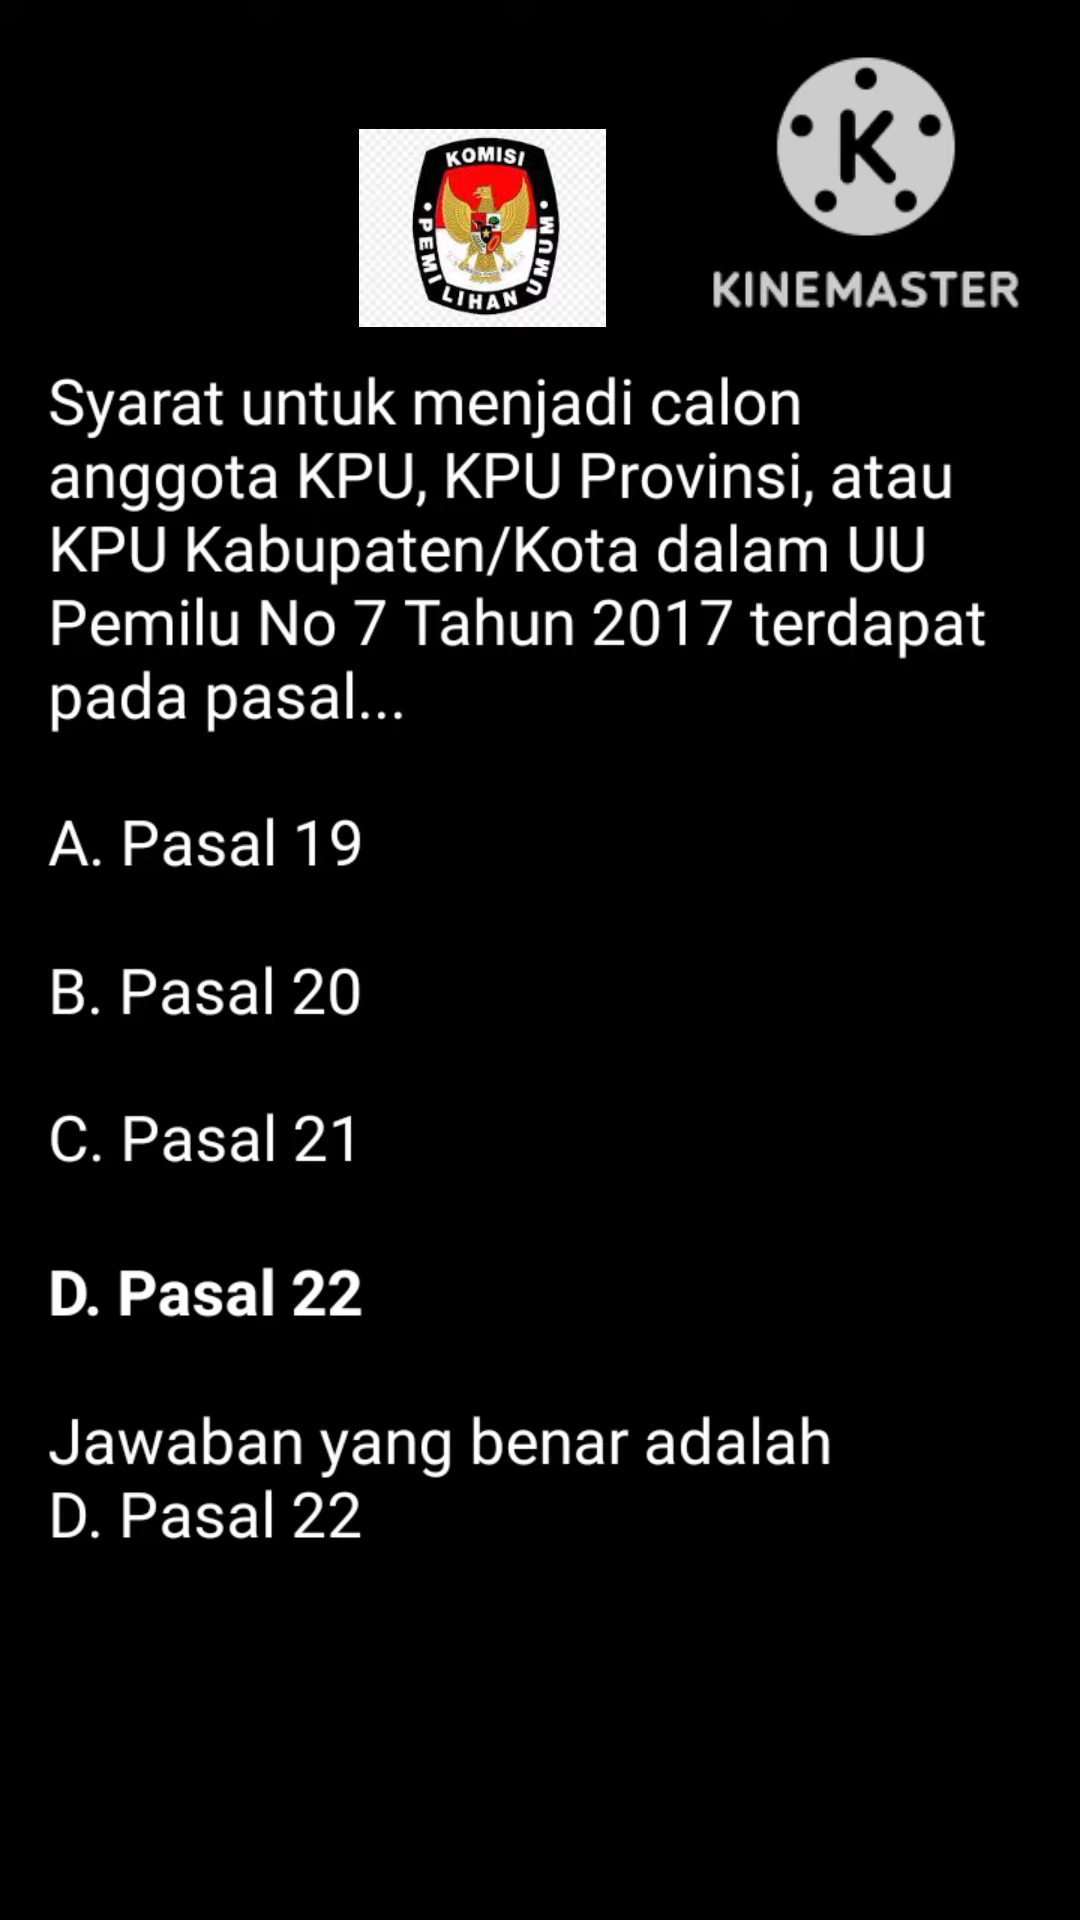 KOMISI
PEMILIHAN UMUM
K
KINEMASTER
Syarat untuk menjadi calon
anggota KPU, KPU Provinsi, atau
KPU Kabupaten/Kota dalam UU
Pemilu No 7 Tahun 2017 terdapat
pada pasal...
A. Pasal 19
B. Pasal 20
C. Pasal 21
D. Pasal 22
Jawaban yang benar adalah
D. Pasal 22